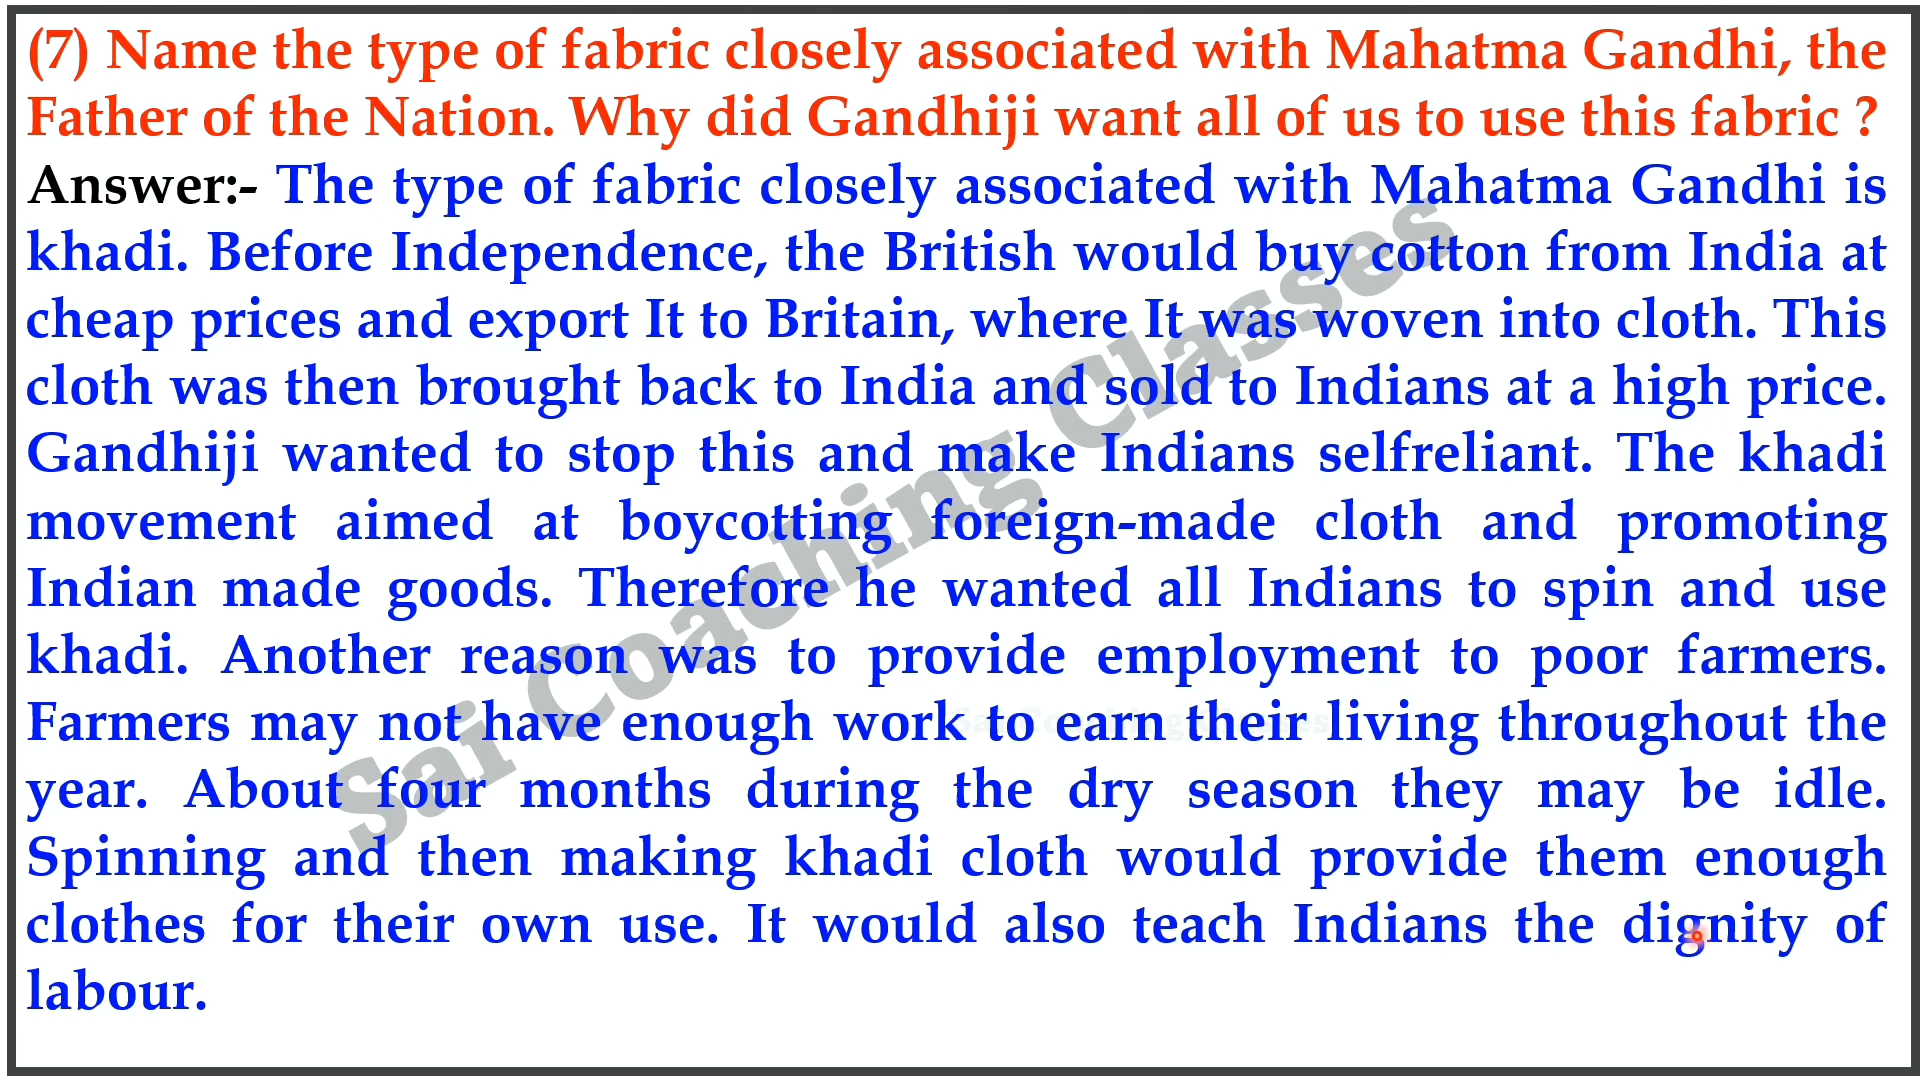 (7) Name the type of fabric closely associated with Mahatma Gandhi, the
Father of the Nation. Why did Gandhiji want all of us to use this fabric ?
Answer:- The type of fabric closely associated with Mahatma Gandhi is
khadi. Before Independence, the British would buy cotton from India at
cheap prices and export It to Britain, where It was woven into cloth. This
cloth was then brought back to India and sold to Indians at a high price.
Gandhiji wanted to stop this and make Indians selfreliant. The khadi
movement aimed at boycotting foreign-made cloth and promoting
Indian made goods. Therefore he wanted all Indians to spin and use
khadi. Another reason was to provide employment to poor farmers.
Farmers may not have enough work to earn their living throughout the
year. About four months during the dry season they may be idle.
Spinning and then making khadi cloth would provide them enough
clothes for their own use. It would also teach Indians the dignity of
labour.
Sai Coaching Classes